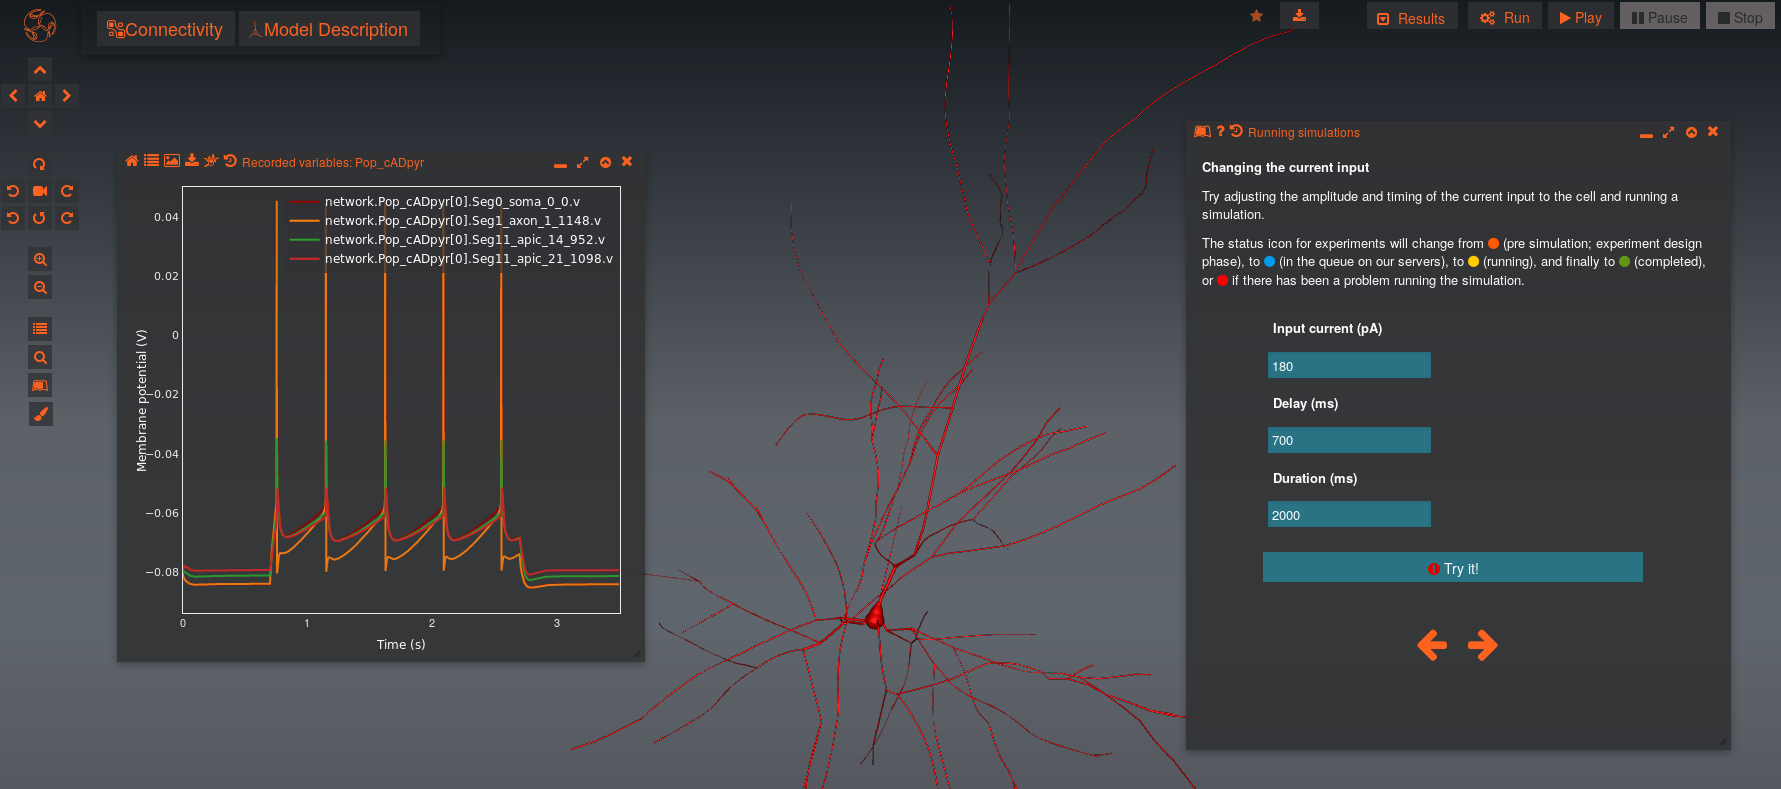 Connectivity
Model Description
Results
Run
Play
Pause
Stop
Recorded variables: Pop_cADpyr
network.Pop_cADpyr[0].Seg0_soma_0_0.v
network.Pop_cADpyr[0].Seg1_axon_1_1148.v
network.Pop_cADpyr[0].Seg11_apic_14_952.v
network.Pop_cADpyr[0].Seg11_apic_21_1098.v
0.04
0.02
0
−0.02
−0.04
−0.06
−0.08
Membrane potential (V)
0 1 2 3
Time (s)
? Running simulations
Changing the current input
Try adjusting the amplitude and timing of the current input to the cell and running a
simulation.
The status icon for experiments will change from (pre simulation; experiment design
phase), to (in the queue on our servers), to (running), and finally to (completed),
or if there has been a problem running the simulation.
Input current (pA)
180
Delay (ms)
700
Duration (ms)
2000
Try it!